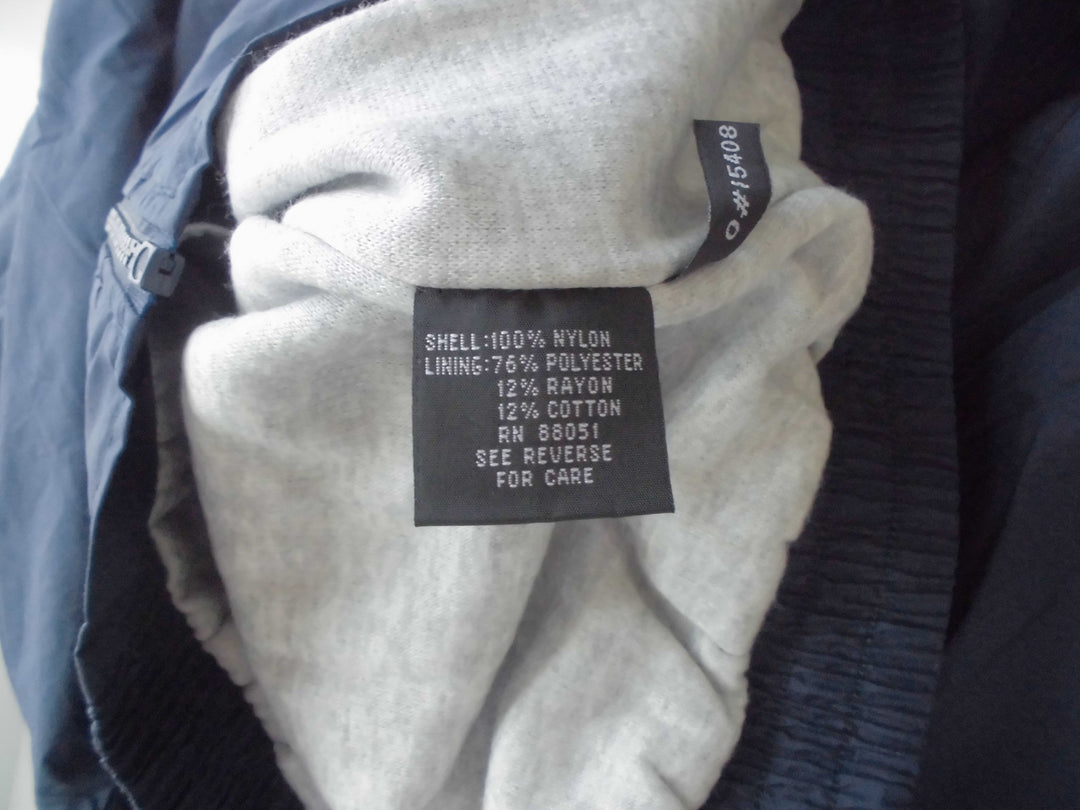 O#15408
SHELL:100% NYLON
LINING:76% POLYESTER
12% RAYON
12% COTTON
RN 88051
SEE REVERSE
FOR CARE